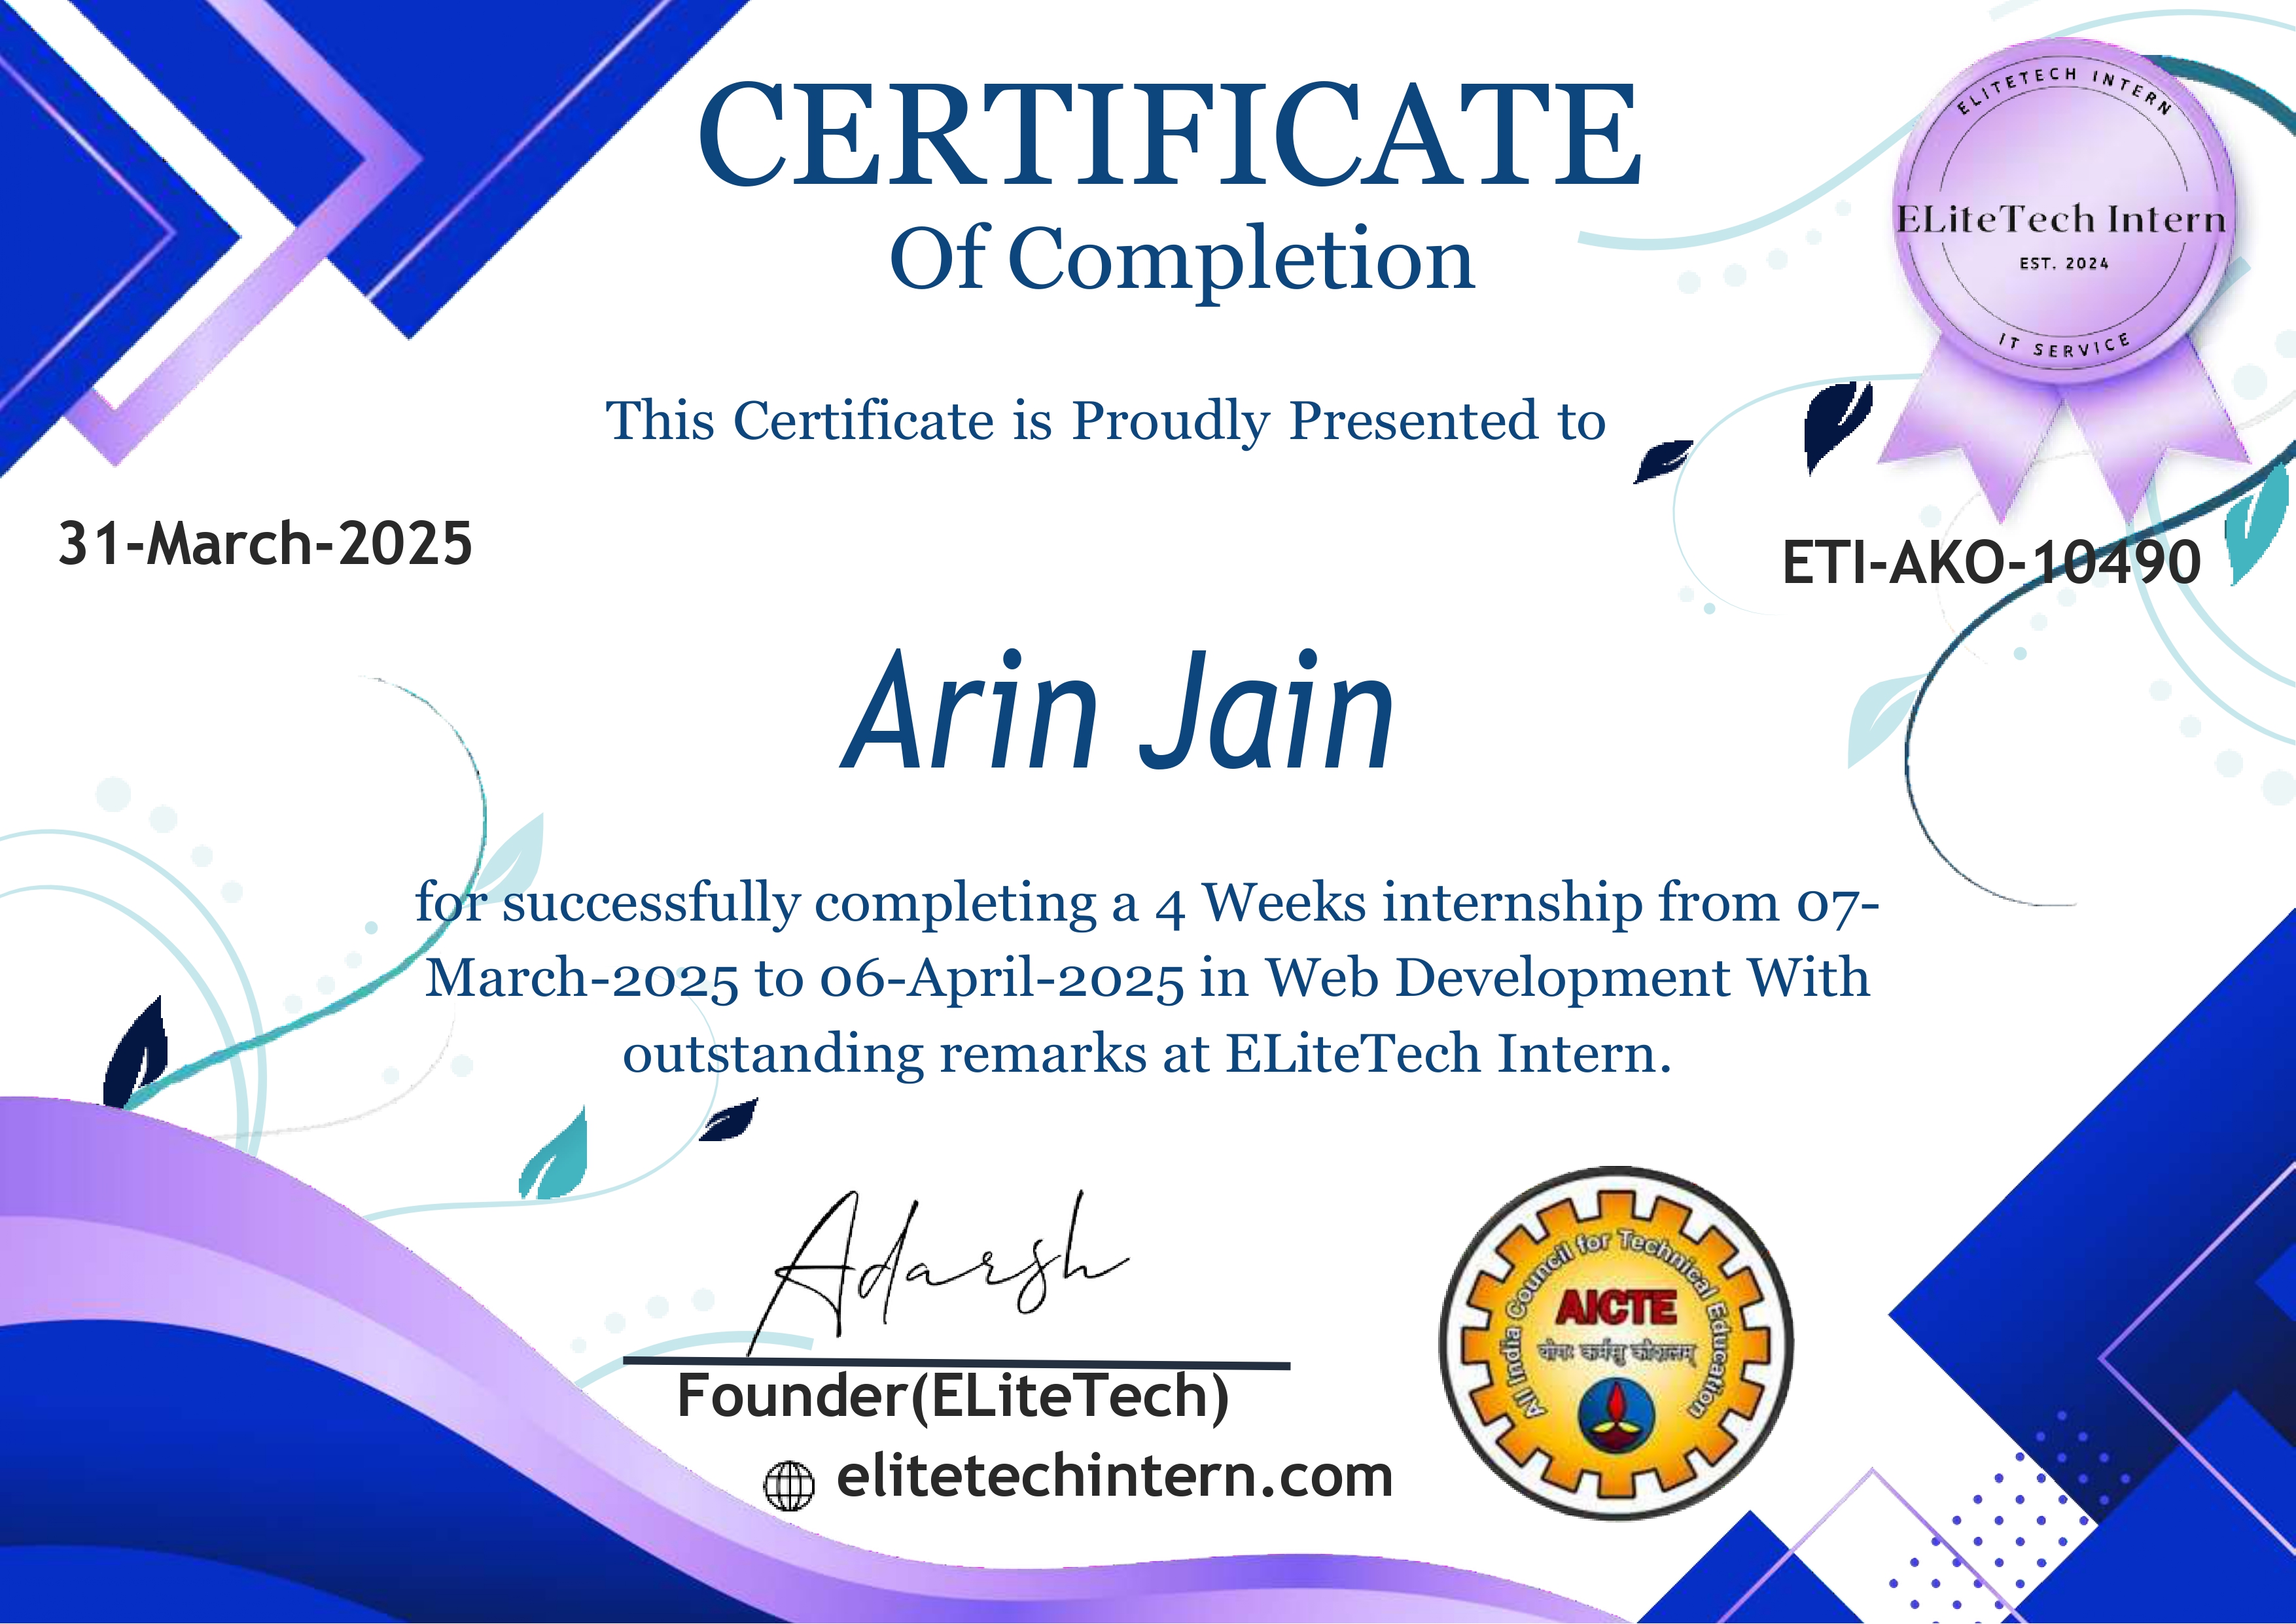 CERTIFICATE
Of Completion
ELITETECH INTERN
ELiteTech Intern
EST. 2024
IT SERVICE
This Certificate is Proudly Presented to
31-March-2025
ETI-AKO-10490
Arin Jain
for successfully completing a 4 Weeks internship from 07-
March-2025 to 06-April-2025 in Web Development With
outstanding remarks at ELiteTech Intern.
Adarsh
Founder(ELiteTech)
elitetechintern.com
All India Council for Technical Education
AICTE
योगः कर्मसु कौशलम्